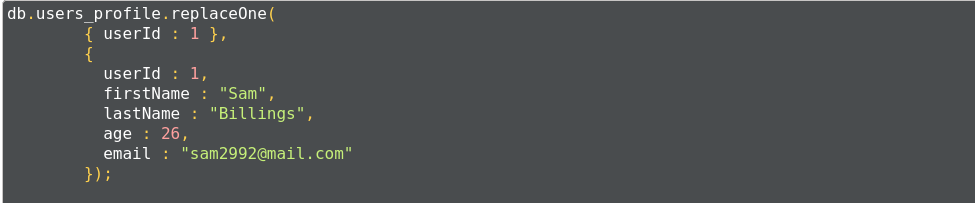 db.users_profile.replaceOne(
        { userId : 1 },
        {
          userId : 1,
          firstName : "Sam",
          lastName : "Billings",
          age : 26,
          email : "sam2992@mail.com"
        });